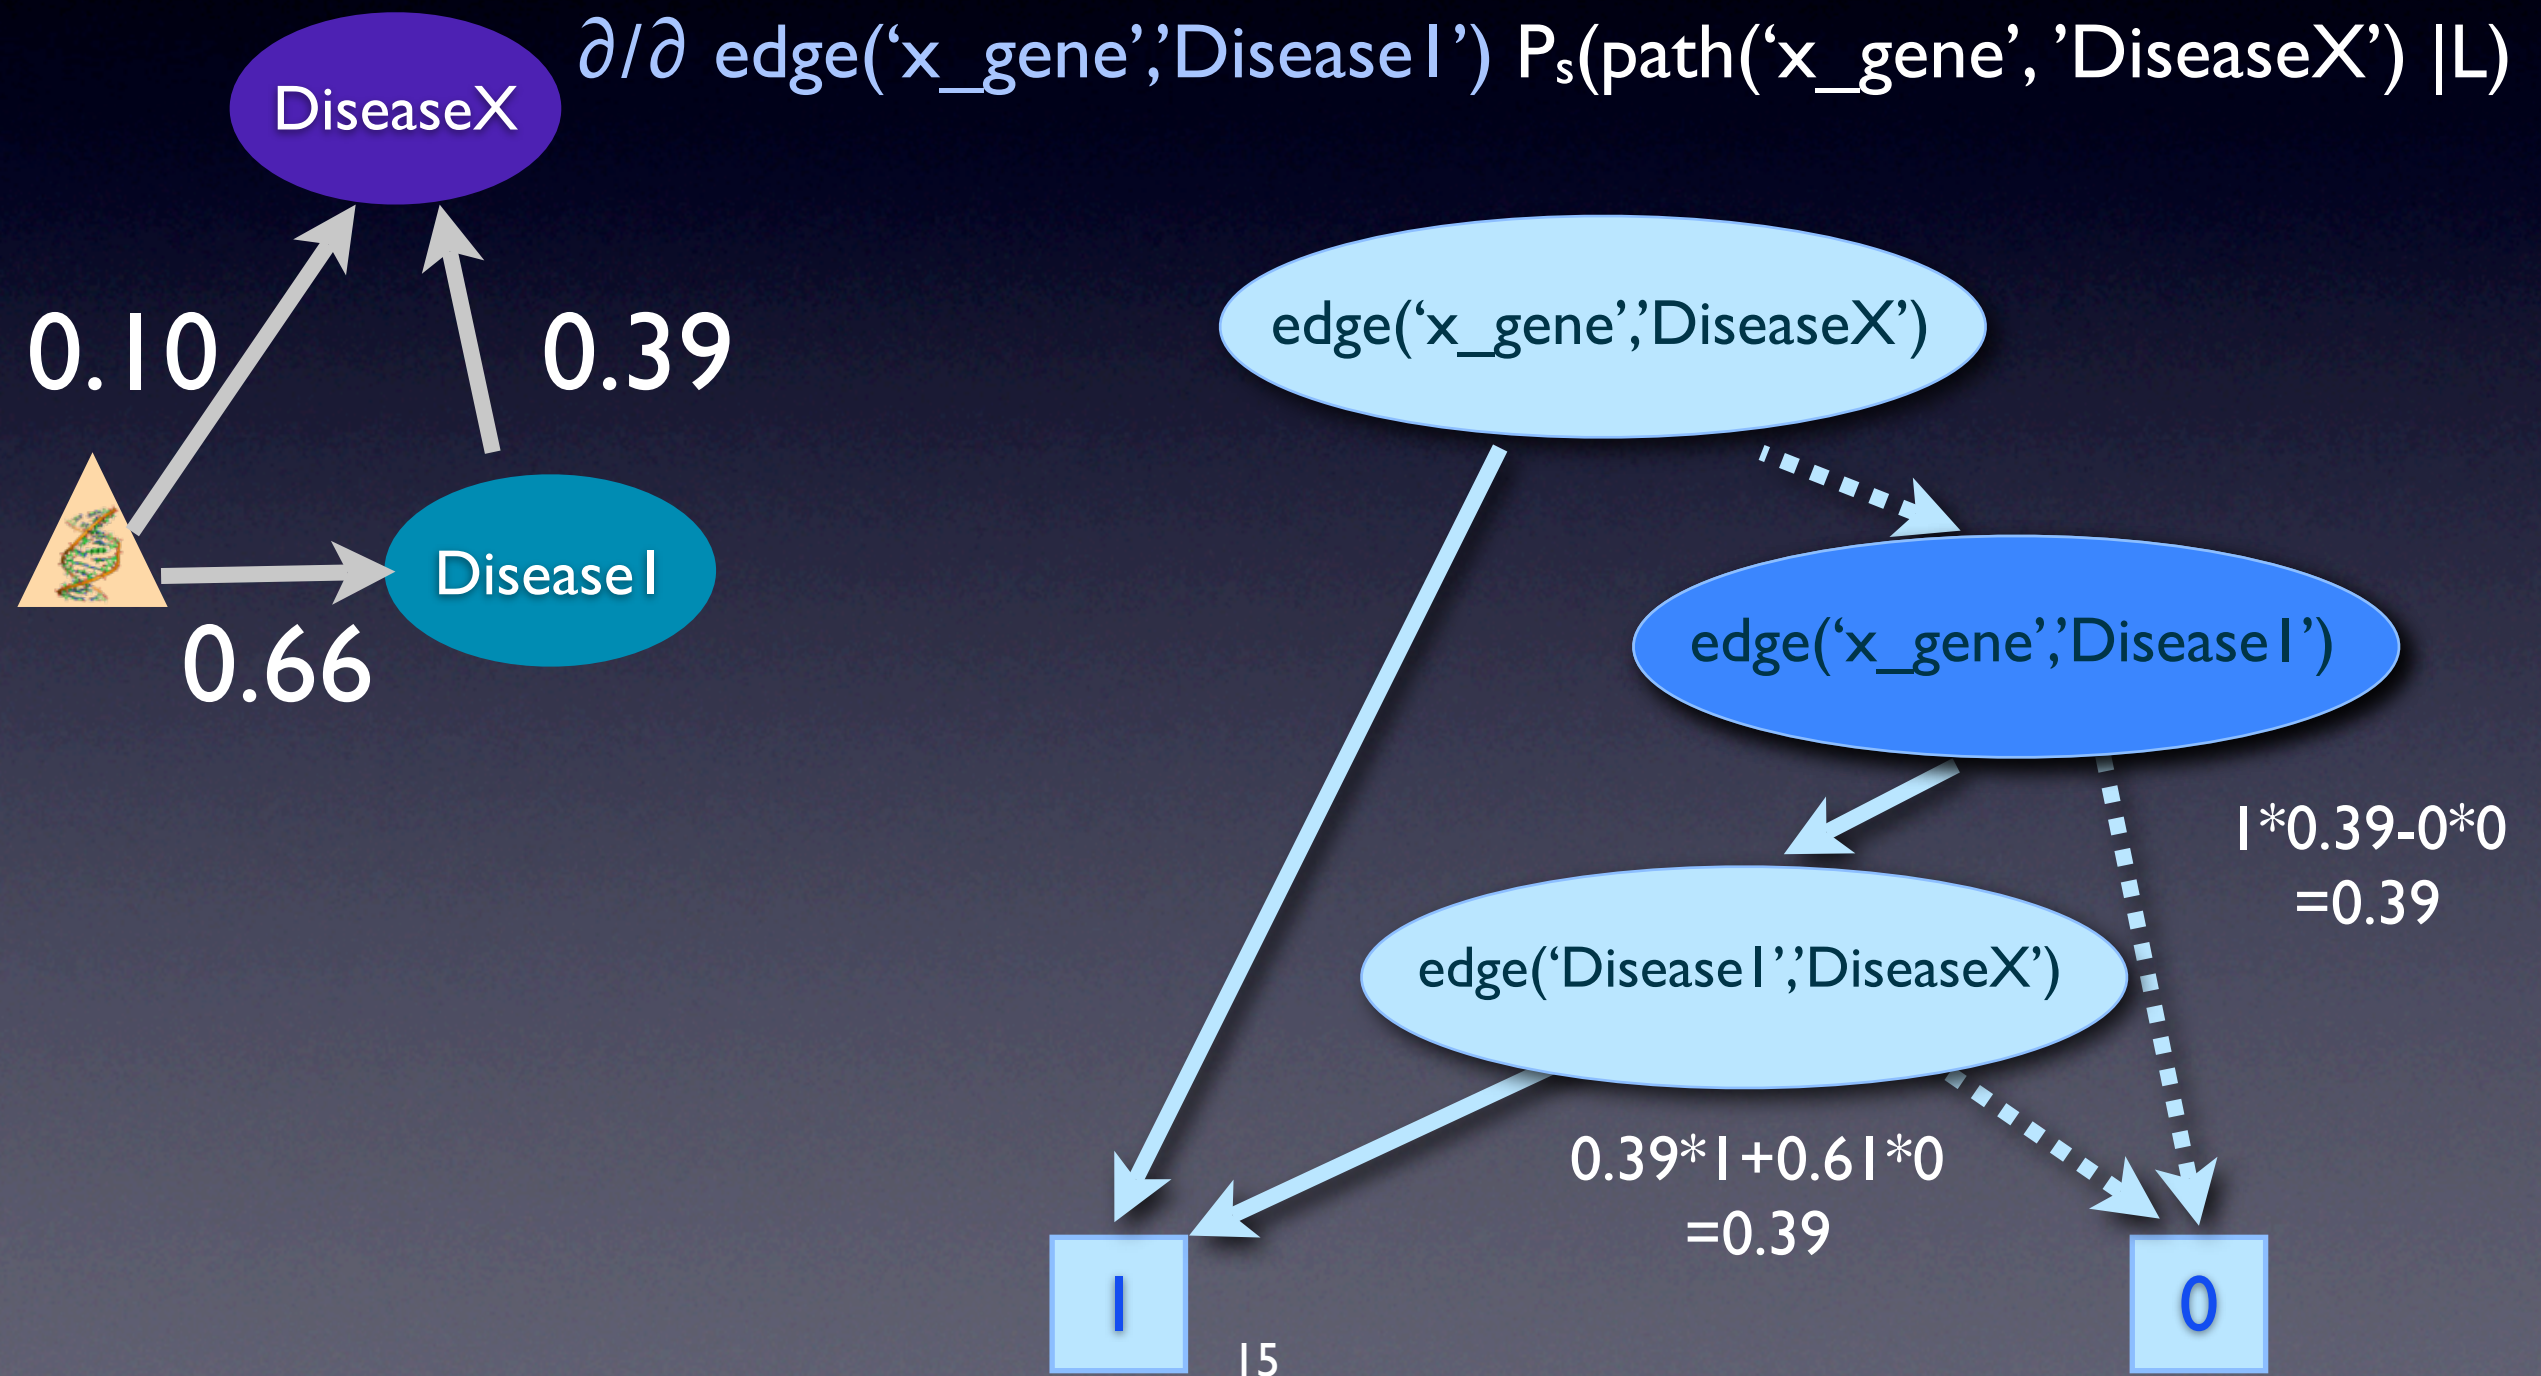 ∂/∂ edge(‘x_gene’,’Disease1’) Pₛ(path(‘x_gene’, ’DiseaseX’) |L)
DiseaseX
0.10
0.39
Disease1
0.66
edge(‘x_gene’,’DiseaseX’)
edge(‘x_gene’,’Disease1’)
1*0.39-0*0
=0.39
edge(‘Disease1’,’DiseaseX’)
0.39*1+0.61*0
=0.39
1
0
15